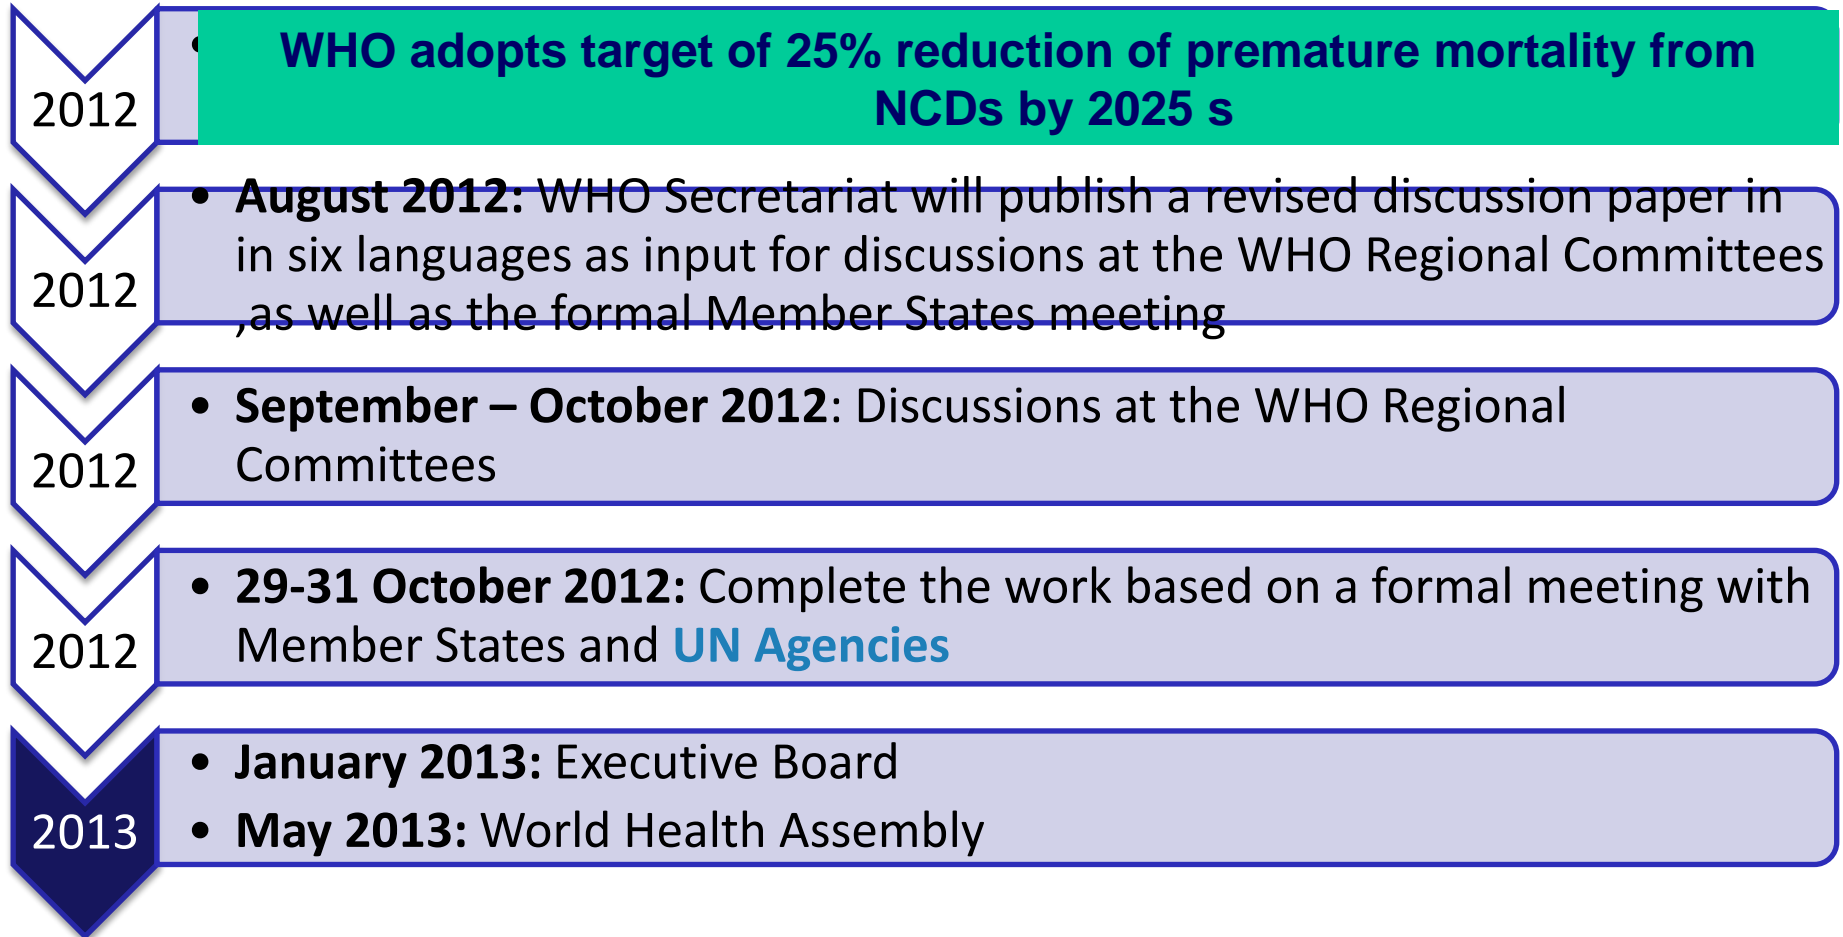 2012
• WHO adopts target of 25% reduction of premature mortality from
NCDs by 2025 s
2012
• August 2012: WHO Secretariat will publish a revised discussion paper in
in six languages as input for discussions at the WHO Regional Committees
,as well as the formal Member States meeting
2012
• September – October 2012: Discussions at the WHO Regional
Committees
2012
• 29-31 October 2012: Complete the work based on a formal meeting with
Member States and UN Agencies
2013
• January 2013: Executive Board
• May 2013: World Health Assembly